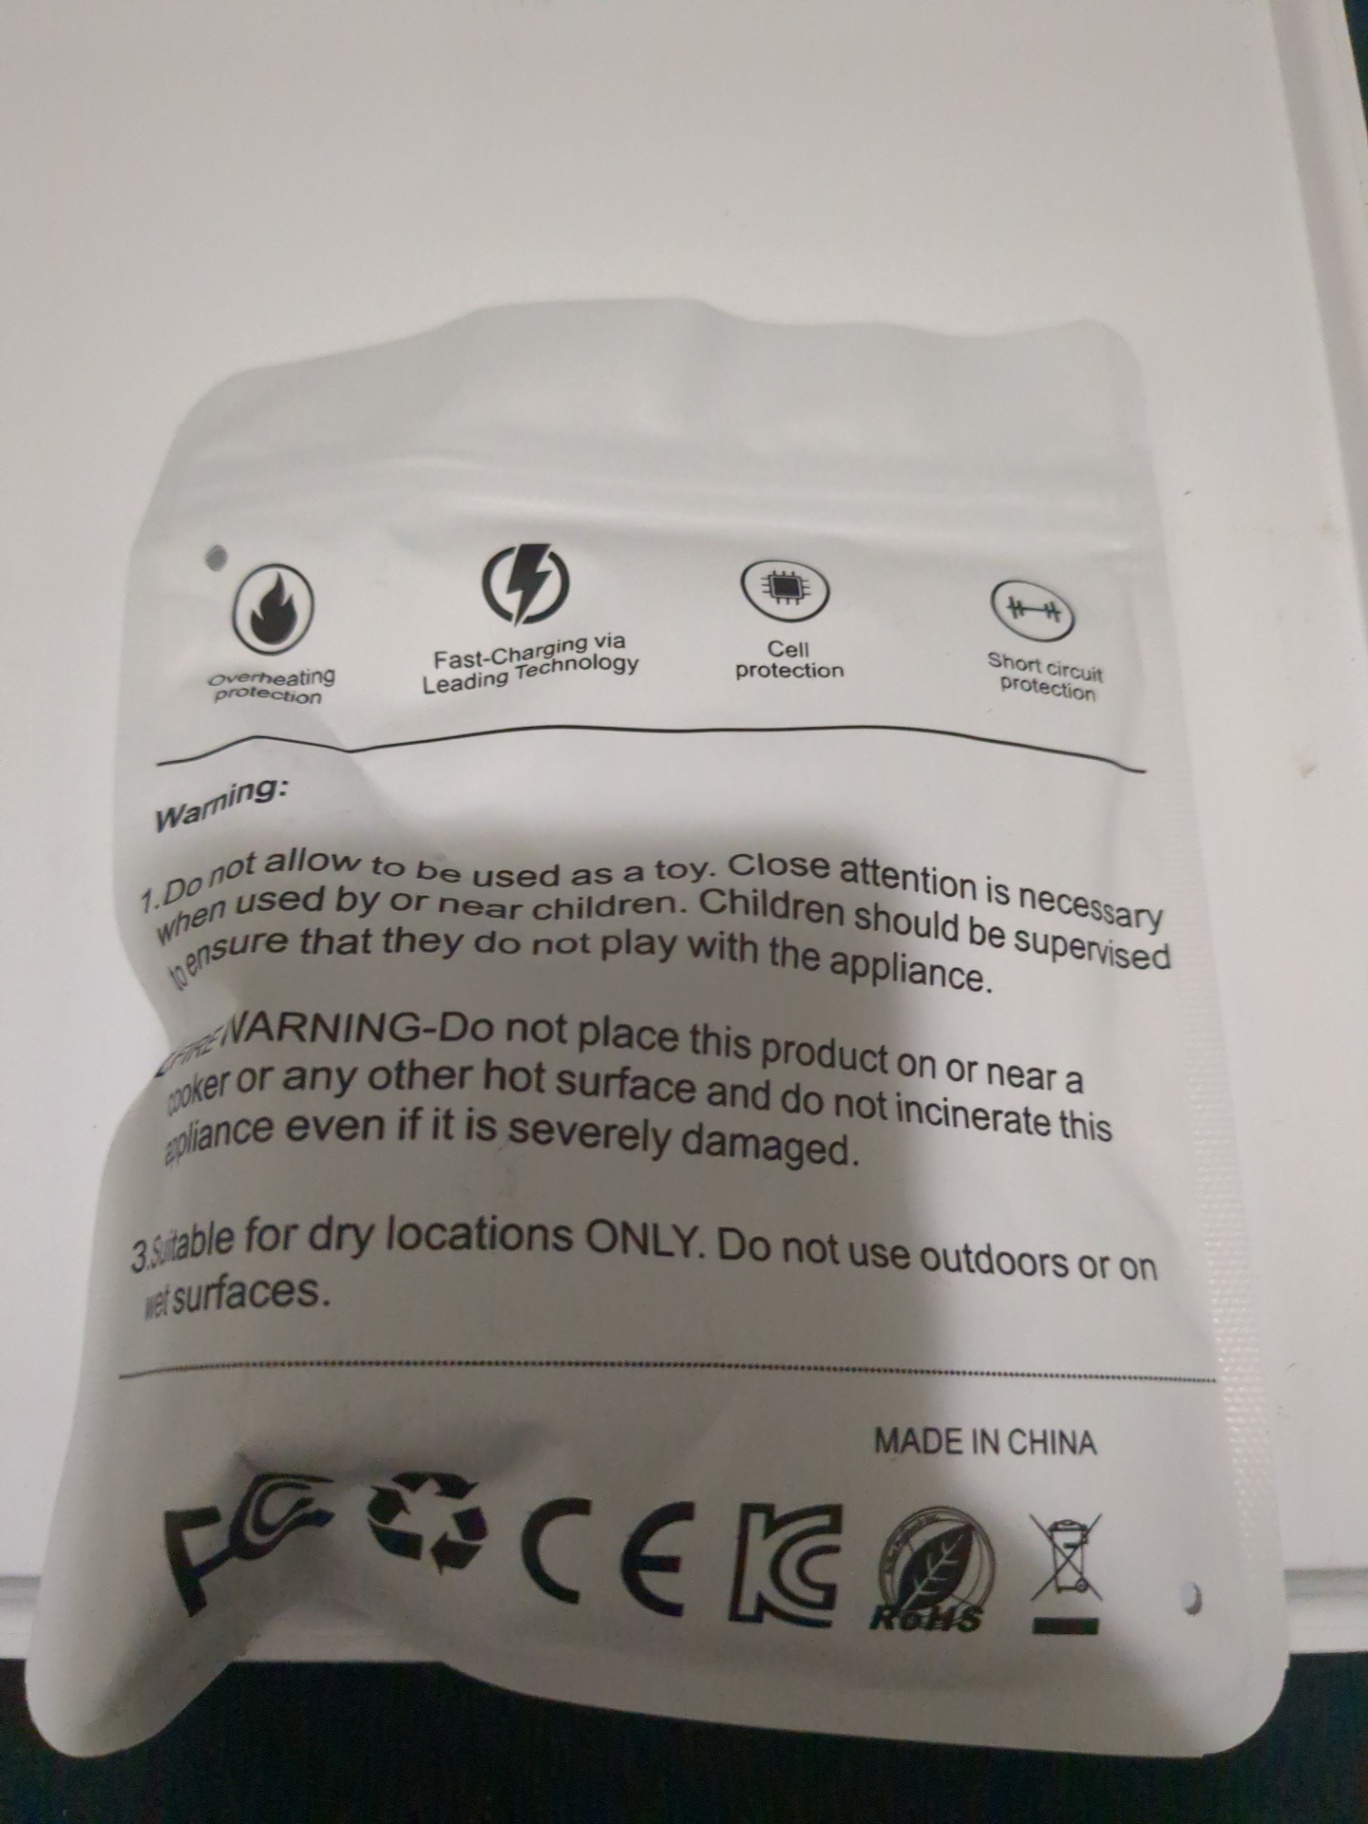 Overheating
protection
Fast-Charging via
Leading Technology
Cell
protection
Short circuit
protection
Warning:
1.Do not allow to be used as a toy. Close attention is necessary
when used by or near children. Children should be supervised
to ensure that they do not play with the appliance.
2.FIRE WARNING-Do not place this product on or near a
cooker or any other hot surface and do not incinerate this
appliance even if it is severely damaged.
3.Suitable for dry locations ONLY. Do not use outdoors or on
wet surfaces.
MADE IN CHINA
FC CE KC RoHS